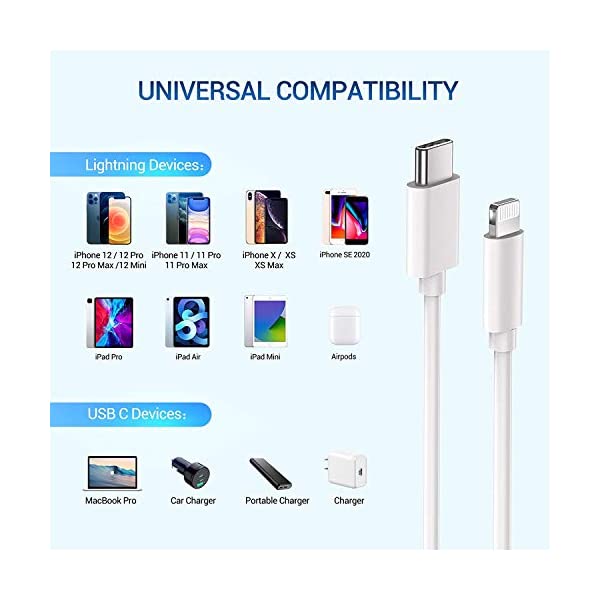 UNIVERSAL COMPATIBILITY
Lightning Devices:
iPhone 12 / 12 Pro
12 Pro Max /12 Mini
iPhone 11 / 11 Pro
11 Pro Max
iPhone X / XS
XS Max
iPhone SE 2020
iPad Pro
iPad Air
iPad Mini
Airpods
USB C Devices:
MacBook Pro
Car Charger
Portable Charger
Charger